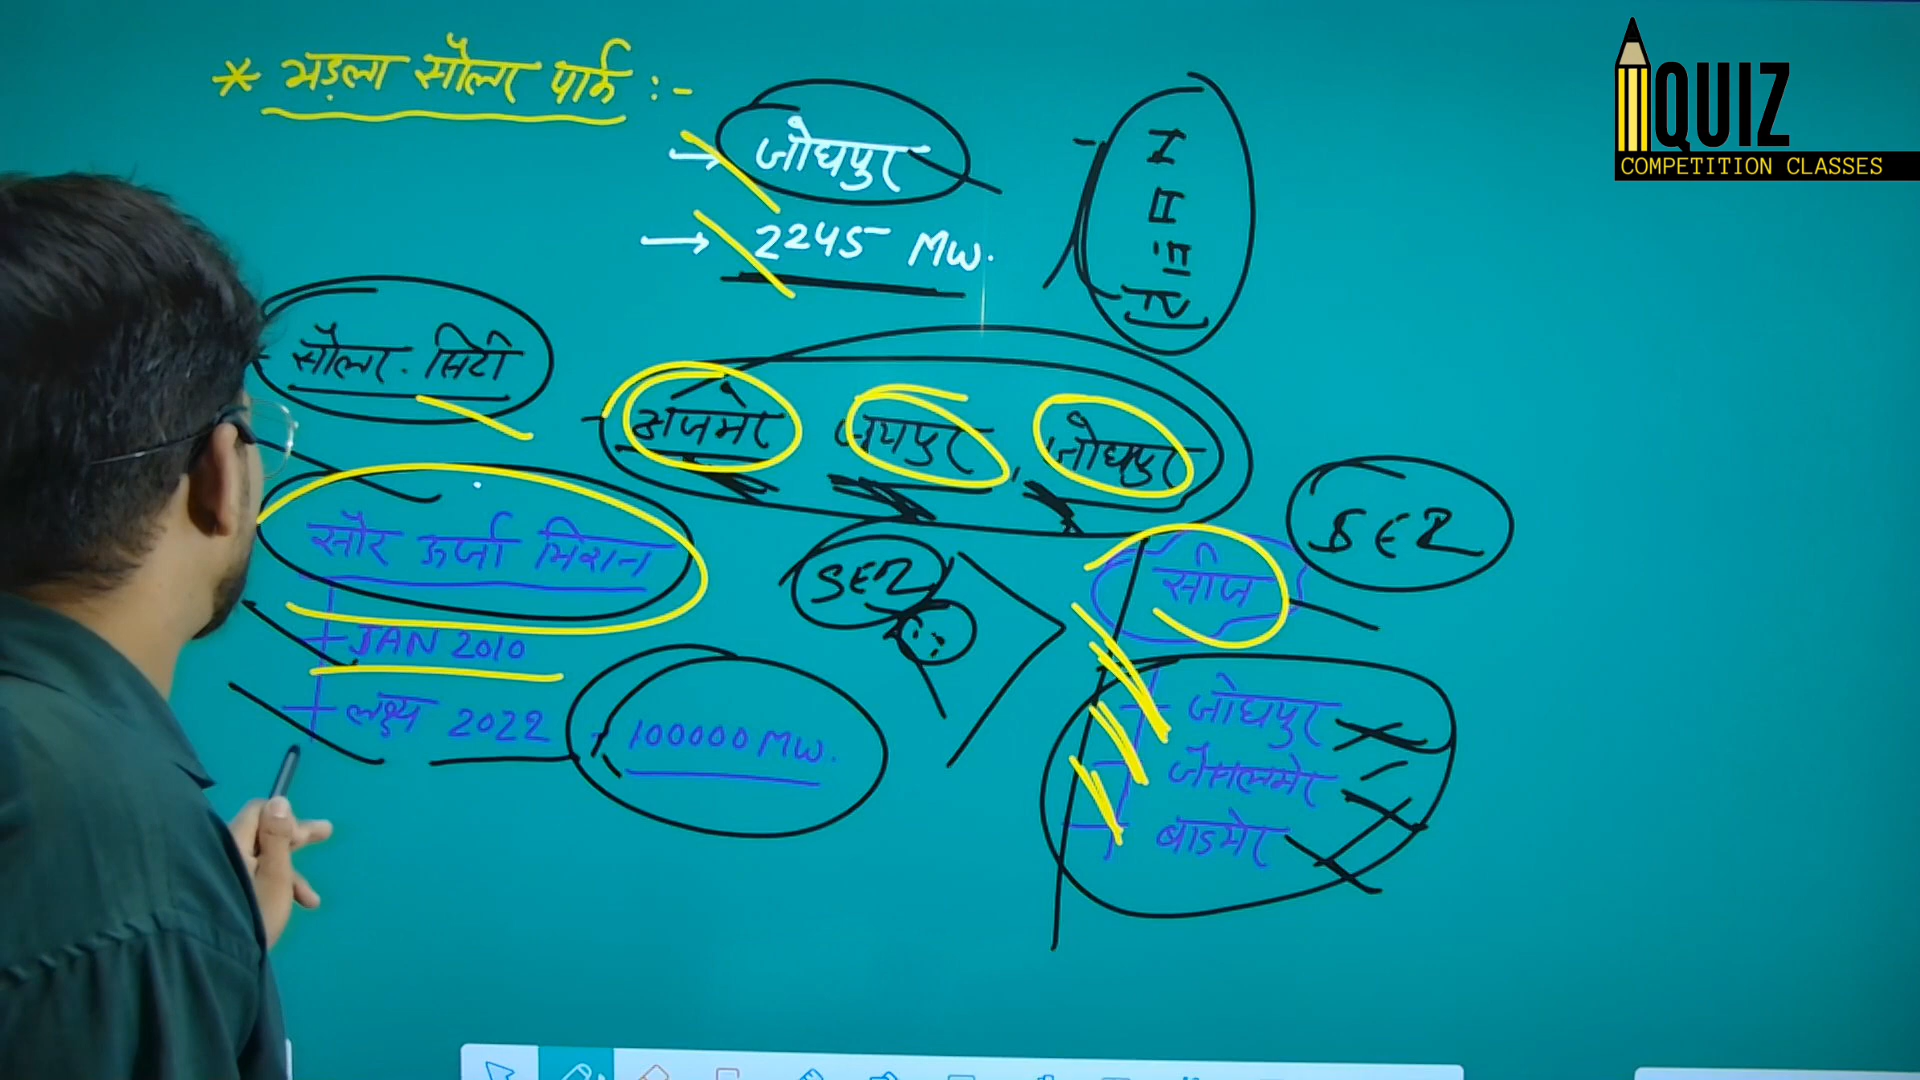 * भड़ला सौलर पार्क :-
→ जोधपुर
→ 2245 MW.
I
II
III
IV
QUIZ
COMPETITION CLASSES
सौलर. सिटी
अजमेर जयपुर, जोधपुर
सौर ऊर्जा मिशन
JAN 2010
लक्ष्य 2022 - 100000 MW.
SEZ
सीज
SEZ
जोधपुर
जैसलमेर
बाडमेर